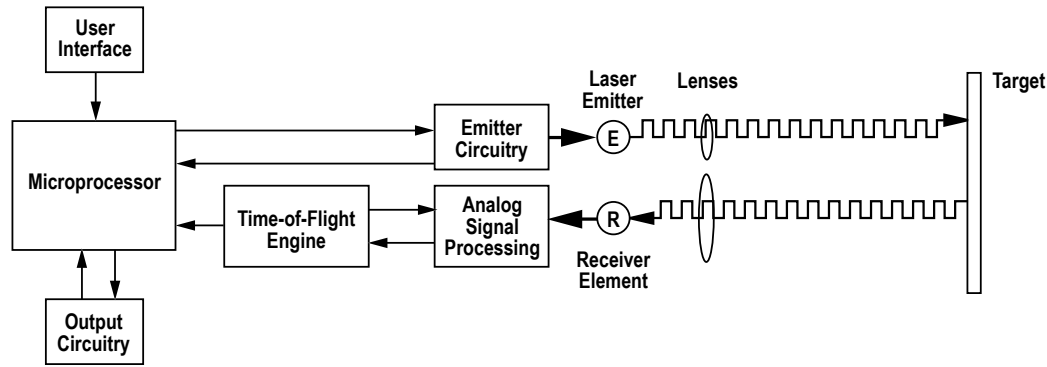 User
Interface
Microprocessor
Output
Circuitry
Emitter
Circuitry
Time-of-Flight
Engine
Analog
Signal
Processing
Laser
Emitter
E
R
Receiver
Element
Lenses
Target